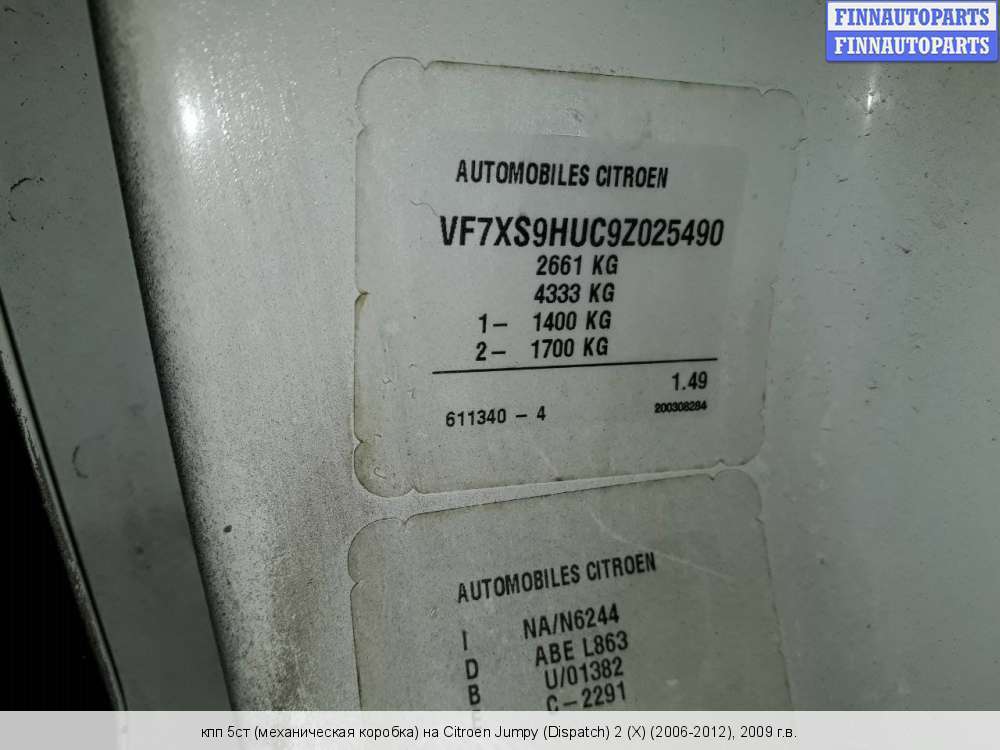 FINNAUTOPARTS
FINNAUTOPARTS
AUTOMOBILES CITROEN
VF7XS9HUC9Z025490
2661 KG
4333 KG
1– 1400 KG
2– 1700 KG
1.49
611340 – 4 200308284
AUTOMOBILES CITROEN
I NA/N6244
D ABE L863
B U/01382
C–2291
кпп 5ст (механическая коробка) на Citroen Jumpy (Dispatch) 2 (X) (2006-2012), 2009 г.в.